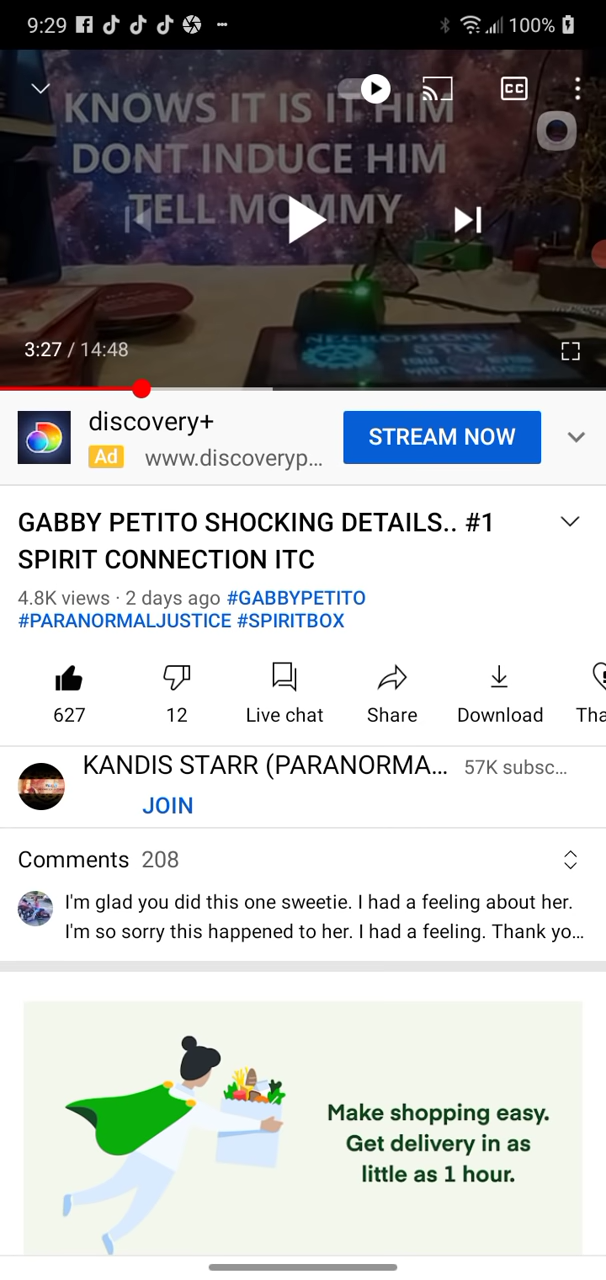 9:29
100%
KNOWS IT IS IT HIM
DONT INDUCE HIM
TELL MOMMY
CC
NECROPHONIC
3:27 / 14:48
discovery+
Ad www.discoveryp...
STREAM NOW
GABBY PETITO SHOCKING DETAILS.. #1
SPIRIT CONNECTION ITC
4.8K views · 2 days ago #GABBYPETITO
#PARANORMALJUSTICE #SPIRITBOX
627
12
Live chat
Share
Download
Tha
KANDIS STARR (PARANORMA... 57K subsc...
JOIN
Comments 208
I'm glad you did this one sweetie. I had a feeling about her.
I'm so sorry this happened to her. I had a feeling. Thank yo...
Make shopping easy.
Get delivery in as
little as 1 hour.